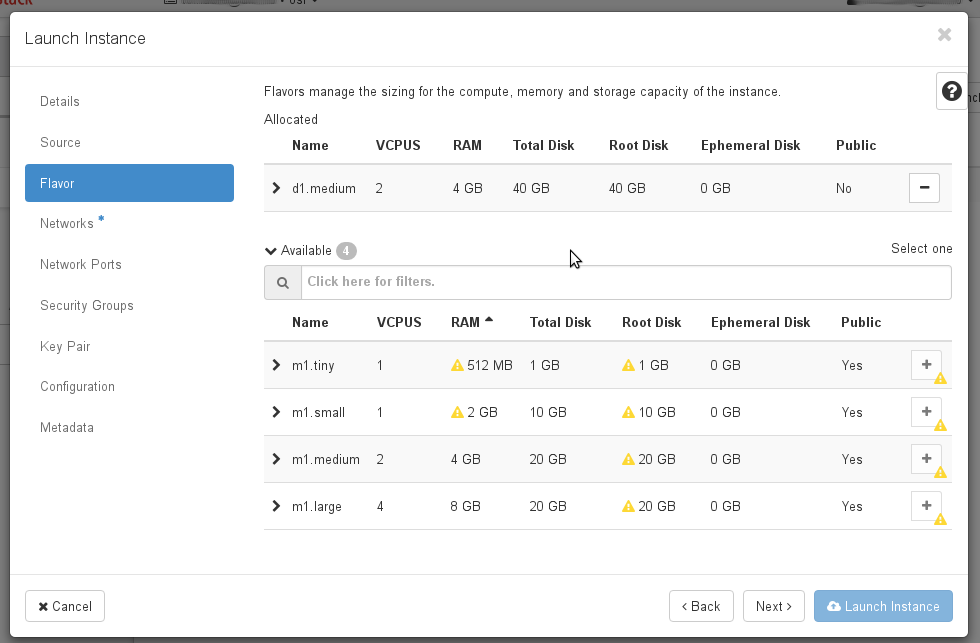 Launch Instance
Details
Source
Flavor
Networks *
Network Ports
Security Groups
Key Pair
Configuration
Metadata
Flavors manage the sizing for the compute, memory and storage capacity of the instance.
Allocated
Name VCPUS RAM Total Disk Root Disk Ephemeral Disk Public
d1.medium 2 4 GB 40 GB 40 GB 0 GB No
Available 4 Select one
Click here for filters.
Name VCPUS RAM Total Disk Root Disk Ephemeral Disk Public
m1.tiny 1 512 MB 1 GB 1 GB 0 GB Yes
m1.small 1 2 GB 10 GB 10 GB 0 GB Yes
m1.medium 2 4 GB 20 GB 20 GB 0 GB Yes
m1.large 4 8 GB 20 GB 20 GB 0 GB Yes
Cancel
< Back
Next >
Launch Instance